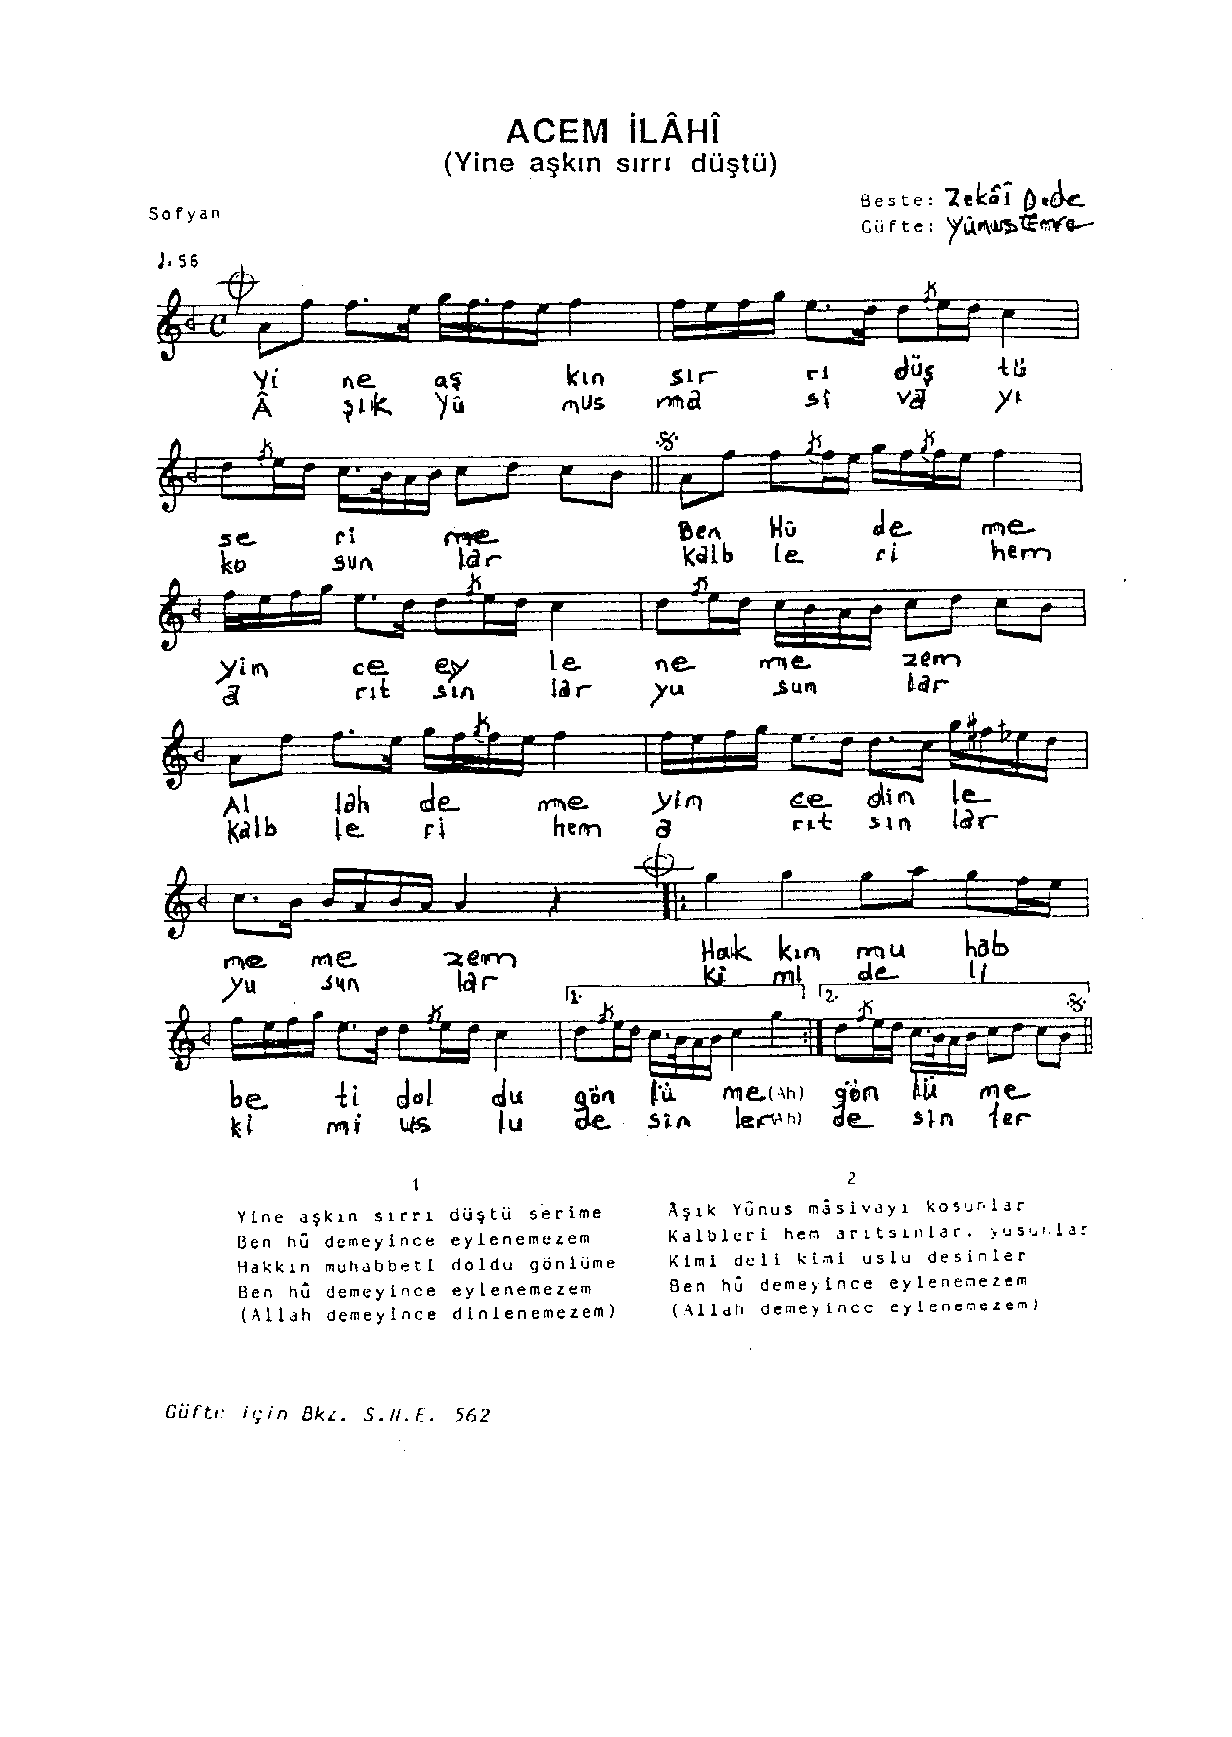 ACEM İLÂHÎ
(Yine aşkın sırrı düştü)
Beste: Zekâî Dede
Sofyan
Güfte: Yûnus Emre
56
Yi ne aş kın sır rı düş tü
 şık Yû nus ma si va yı
se ri me Ben Hû de me
ko sun lar kalb le ri hem
yin ce ey le ne me zem
a rıt sın lar yu sun lar
Al lah de me yin ce din le
kalb le ri hem a rıt sın lar
me me zem Hak kın mu hab
yu sun lar ki mi de li
1. 2.
be ti dol du gön lü me (Ah) gön lü me
ki mi us lu de sin ler (Ah) de sin ler
1
Yine aşkın sırrı düştü serime
Ben hû demeyince eylenemezem
Hakkın muhabbeti doldu gönlüme
Ben hû demeyince eylenemezem
(Allah demeyince dinlenemezem)
2
Âşık Yûnus mâsivayı kosunlar
Kalbleri hem arıtsınlar, yusunlar
Kimi deli kimi uslu desinler
Ben hû demeyince eylenemezem
(Allah demeyince eylenemezem)
Güfte için Bkz. S.N.E. 562